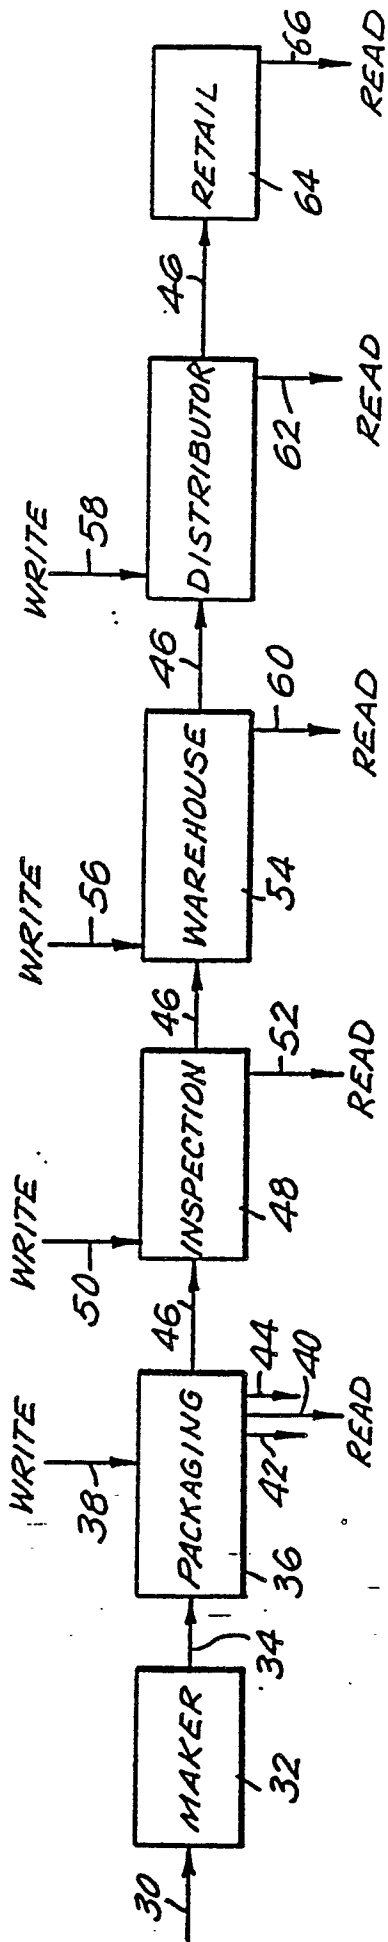 30
MAKER
32
34
WRITE
38
PACKAGING
36
42
40
44
READ
46
WRITE
50
INSPECTION
48
52
READ
46
WRITE
56
WAREHOUSE
54
60
READ
46
WRITE
58
DISTRIBUTOR
62
READ
46
RETAIL
64
66
READ